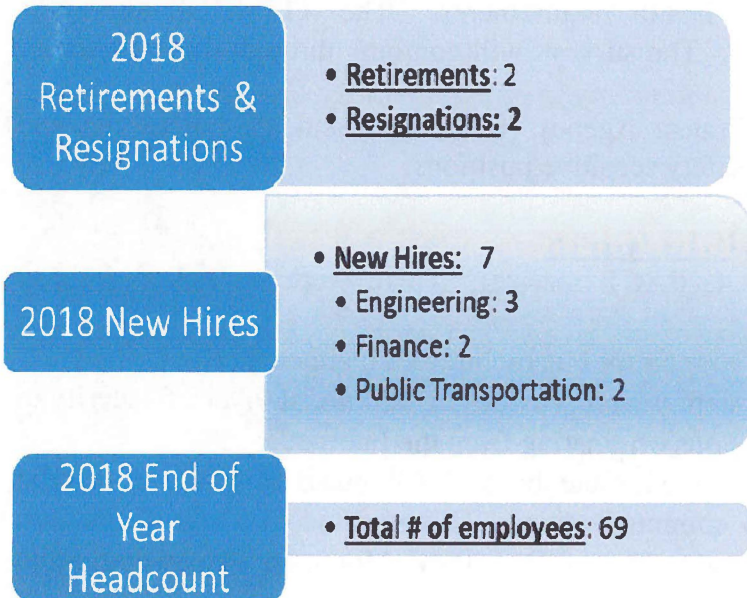 2018
Retirements &
Resignations
• Retirements: 2
• Resignations: 2
2018 New Hires
• New Hires: 7
• Engineering: 3
• Finance: 2
• Public Transportation: 2
2018 End of
Year
Headcount
• Total # of employees: 69